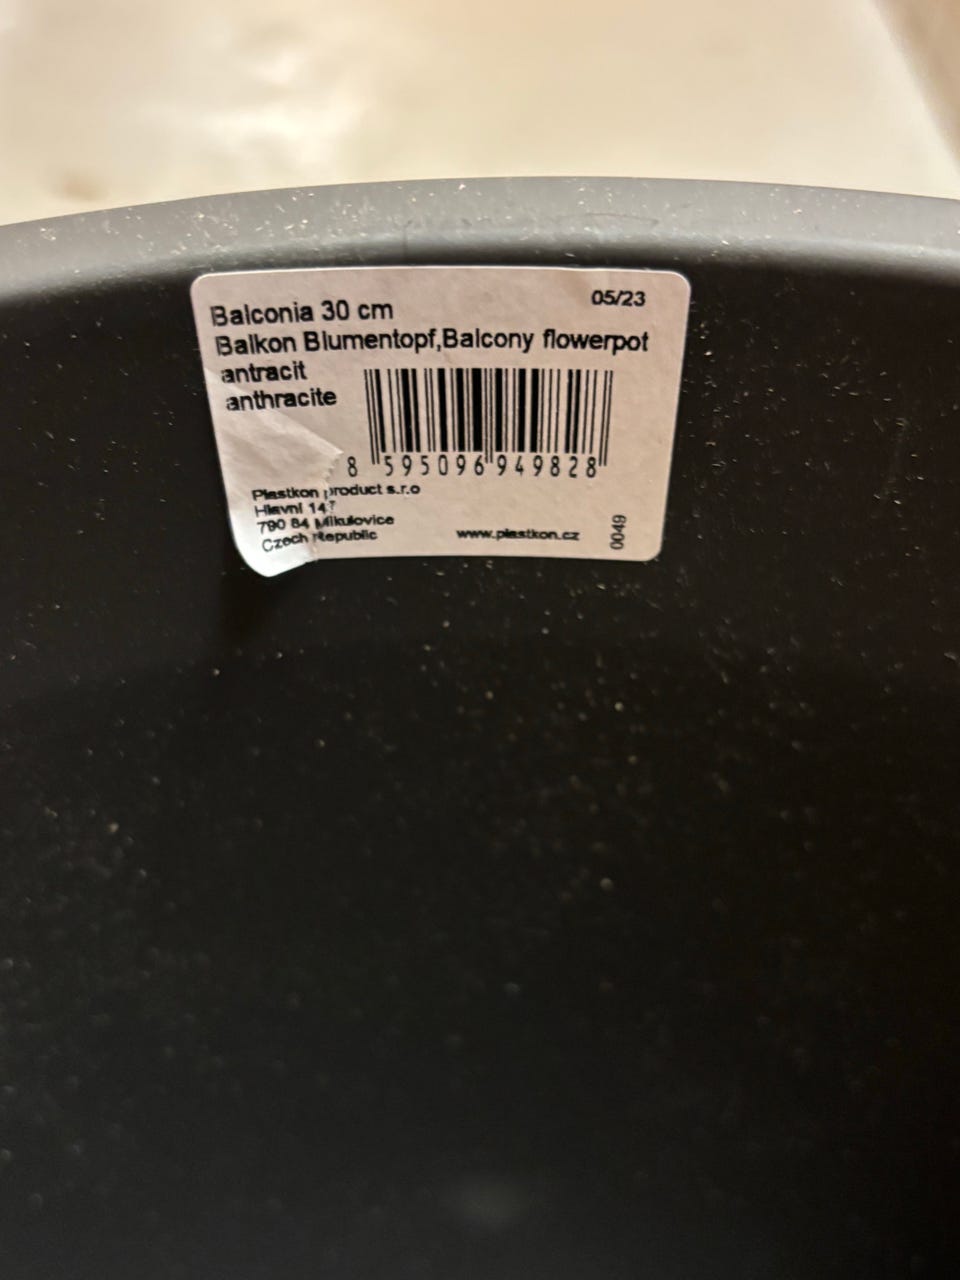 Balconia 30 cm
05/23
Balkon Blumentopf,Balcony flowerpot
antracit
anthracite
8 595096 949828
Plastkon product s.r.o
Hlavní
790 84 Mikulovice
Czech Republic
www.plastkon.cz
0049